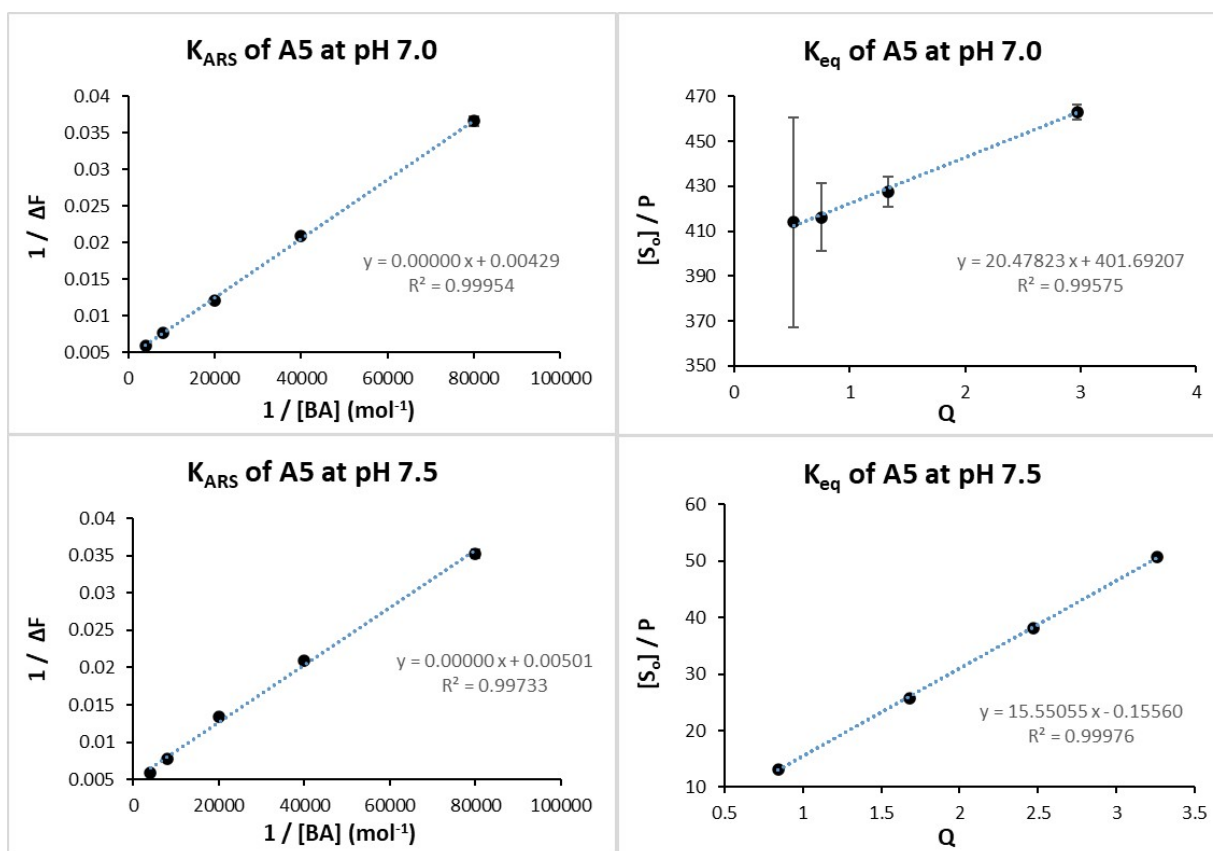 K_ARS of A5 at pH 7.0
1 / ΔF
0.04
0.035
0.03
0.025
0.02
0.015
0.01
0.005
y = 0.00000 x + 0.00429
R² = 0.99954
0 20000 40000 60000 80000 100000
1 / [BA] (mol⁻¹)
K_eq of A5 at pH 7.0
[S_o] / P
470
450
430
410
390
370
350
y = 20.47823 x + 401.69207
R² = 0.99575
0 1 2 3 4
Q
K_ARS of A5 at pH 7.5
1 / ΔF
0.04
0.035
0.03
0.025
0.02
0.015
0.01
0.005
y = 0.00000 x + 0.00501
R² = 0.99733
0 20000 40000 60000 80000 100000
1 / [BA] (mol⁻¹)
K_eq of A5 at pH 7.5
[S_o] / P
60
50
40
30
20
10
y = 15.55055 x - 0.15560
R² = 0.99976
0.5 1 1.5 2 2.5 3 3.5
Q